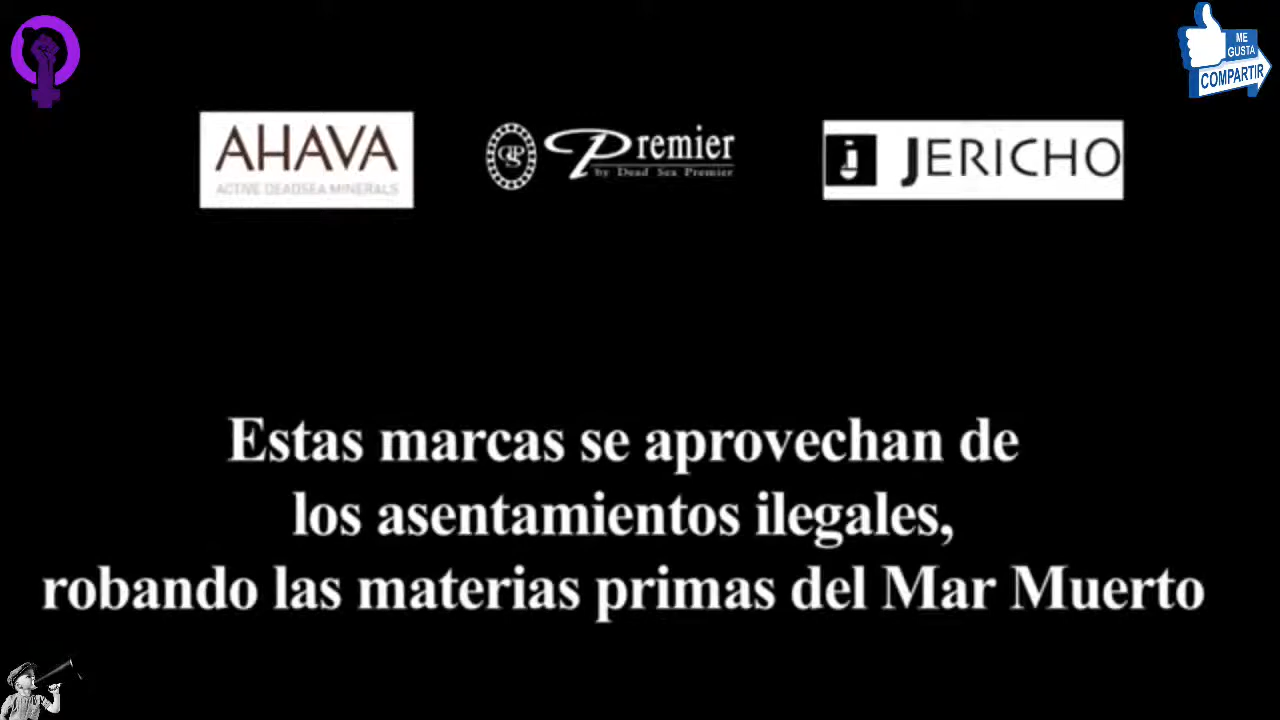 ME
GUSTA
COMPARTIR
AHAVA
ACTIVE DEADSEA MINERALS
Premier
by Dead Sea Premier
JERICHO
Estas marcas se aprovechan de
los asentamientos ilegales,
robando las materias primas del Mar Muerto